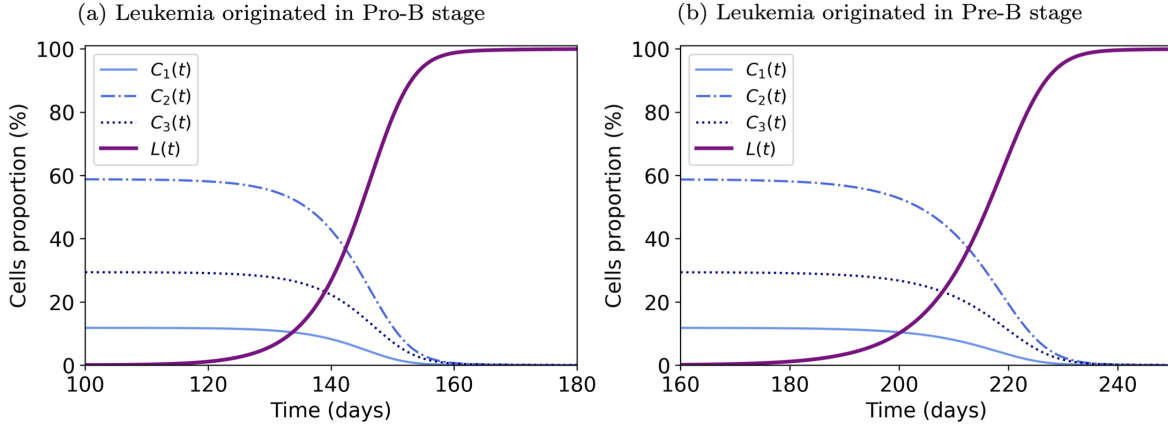 (a) Leukemia originated in Pro-B stage
100
80
60
40
20
0
Cells proportion (%)
C₁(t)
C₂(t)
C₃(t)
L(t)
100 120 140 160 180
Time (days)
(b) Leukemia originated in Pre-B stage
100
80
60
40
20
0
Cells proportion (%)
C₁(t)
C₂(t)
C₃(t)
L(t)
160 180 200 220 240
Time (days)